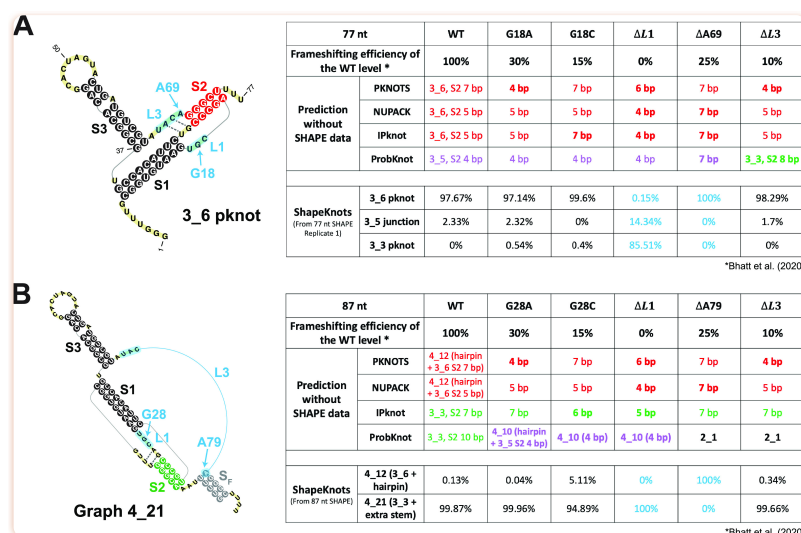 A
50
S3
A69
S2
77
L3
37
L1
S1
G18
1
3_6 pknot
77 nt WT G18A G18C ΔL1 ΔA69 ΔL3
Frameshifting efficiency of the WT level * 100% 30% 15% 0% 25% 10%
Prediction without SHAPE data
PKNOTS 3_6, S2 7 bp 4 bp 7 bp 6 bp 7 bp 4 bp
NUPACK 3_6, S2 5 bp 5 bp 5 bp 4 bp 7 bp 5 bp
IPknot 3_6, S2 5 bp 5 bp 7 bp 4 bp 7 bp 5 bp
ProbKnot 3_5, S2 4 bp 4 bp 4 bp 4 bp 7 bp 3_3, S2 8 bp
ShapeKnots
(From 77 nt SHAPE Replicate 1)
3_6 pknot 97.67% 97.14% 99.6% 0.15% 100% 98.29%
3_5 junction 2.33% 2.32% 0% 14.34% 0% 1.7%
3_3 pknot 0% 0.54% 0.4% 85.51% 0% 0%
*Bhatt et al. (2020
B
S3
S1
L3
G28
L1
A79
S2
SF
Graph 4_21
87 nt WT G28A G28C ΔL1 ΔA79 ΔL3
Frameshifting efficiency of the WT level * 100% 30% 15% 0% 25% 10%
Prediction without SHAPE data
PKNOTS 4_12 (hairpin + 3_6 S2 7 bp) 4 bp 7 bp 6 bp 7 bp 4 bp
NUPACK 4_12 (hairpin + 3_6 S2 5 bp) 5 bp 5 bp 4 bp 7 bp 5 bp
IPknot 3_3, S2 7 bp 7 bp 6 bp 5 bp 7 bp 7 bp
ProbKnot 3_3, S2 10 bp 4_10 (hairpin + 3_5 S2 4 bp) 4_10 (4 bp) 4_10 (4 bp) 2_1 2_1
ShapeKnots
(From 87 nt SHAPE)
4_12 (3_6 + hairpin) 0.13% 0.04% 5.11% 0% 100% 0.34%
4_21 (3_3 + extra stem) 99.87% 99.96% 94.89% 100% 0% 99.66%
*Bhatt et al. (2020